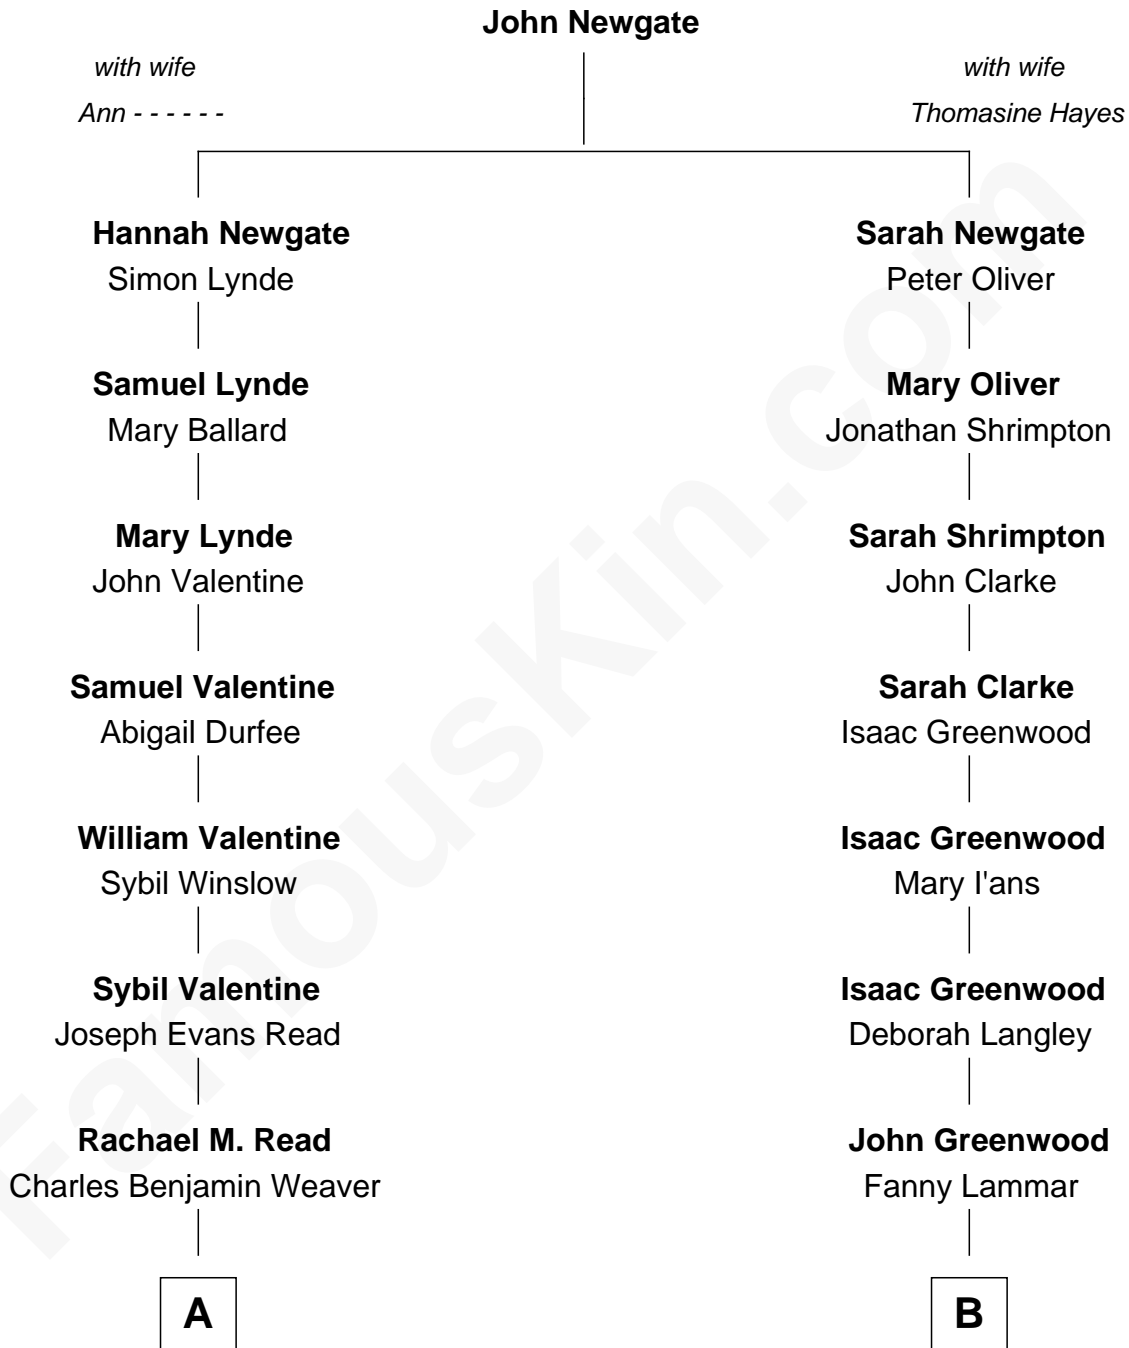 John Newgate
with wife
Ann - - - - - -
with wife
Thomasine Hayes
Hannah Newgate
Simon Lynde
Sarah Newgate
Peter Oliver
Samuel Lynde
Mary Ballard
Mary Oliver
Jonathan Shrimpton
Mary Lynde
John Valentine
Sarah Shrimpton
John Clarke
Samuel Valentine
Abigail Durfee
Sarah Clarke
Isaac Greenwood
William Valentine
Sybil Winslow
Isaac Greenwood
Mary I'ans
Sybil Valentine
Joseph Evans Read
Isaac Greenwood
Deborah Langley
Rachael M. Read
Charles Benjamin Weaver
John Greenwood
Fanny Lammar
A
B
FamousKin.com